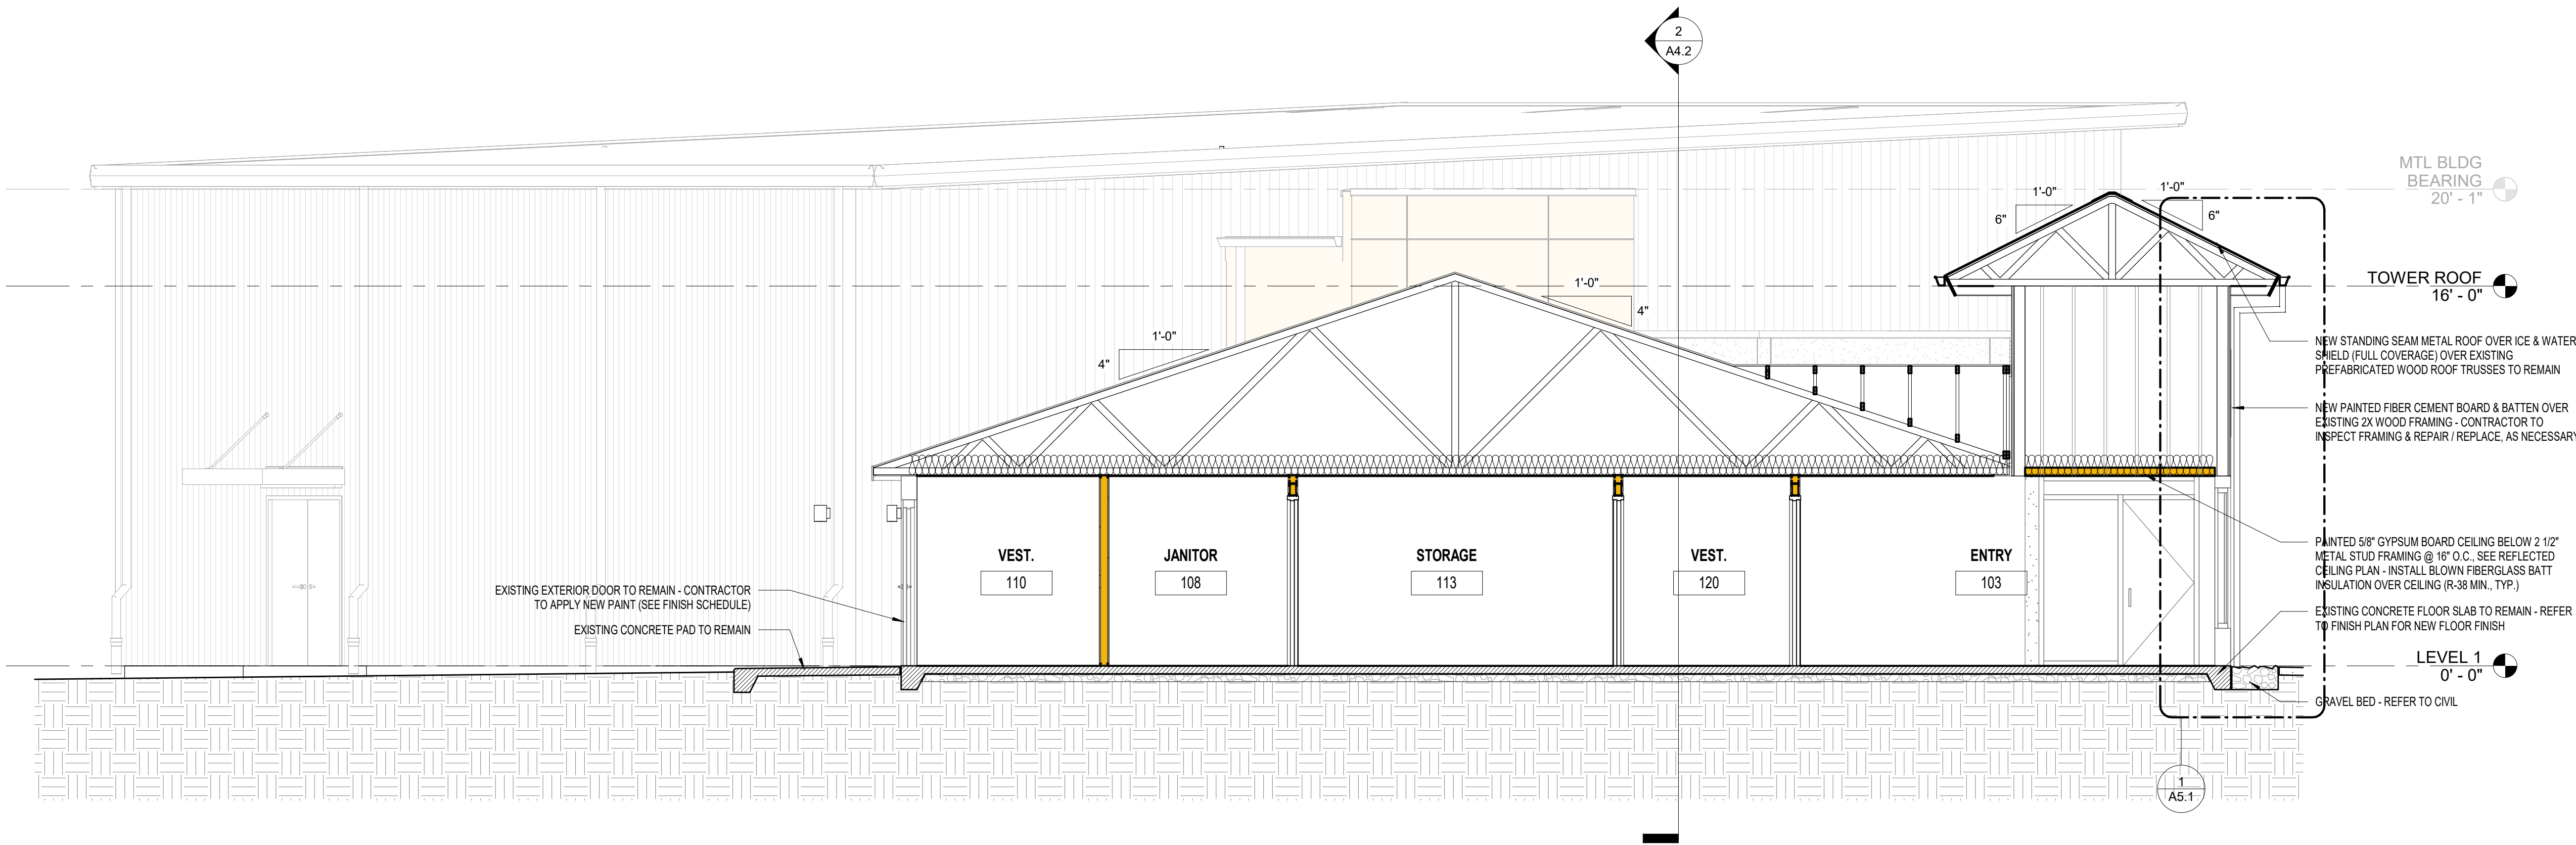 2
A4.2
MTL BLDG
BEARING
20' - 1"
1'-0"
6"
1'-0"
6"
TOWER ROOF
16' - 0"
1'-0"
4"
1'-0"
4"
NEW STANDING SEAM METAL ROOF OVER ICE & WATER
SHIELD (FULL COVERAGE) OVER EXISTING
PREFABRICATED WOOD ROOF TRUSSES TO REMAIN
NEW PAINTED FIBER CEMENT BOARD & BATTEN OVER
EXISTING 2X WOOD FRAMING - CONTRACTOR TO
INSPECT FRAMING & REPAIR / REPLACE, AS NECESSARY
VEST.
110
JANITOR
108
STORAGE
113
VEST.
120
ENTRY
103
PAINTED 5/8" GYPSUM BOARD CEILING BELOW 2 1/2"
METAL STUD FRAMING @ 16" O.C., SEE REFLECTED
CEILING PLAN - INSTALL BLOWN FIBERGLASS BATT
INSULATION OVER CEILING (R-38 MIN., TYP.)
EXISTING EXTERIOR DOOR TO REMAIN - CONTRACTOR
TO APPLY NEW PAINT (SEE FINISH SCHEDULE)
EXISTING CONCRETE PAD TO REMAIN
EXISTING CONCRETE FLOOR SLAB TO REMAIN - REFER
TO FINISH PLAN FOR NEW FLOOR FINISH
LEVEL 1
0' - 0"
GRAVEL BED - REFER TO CIVIL
1
A5.1